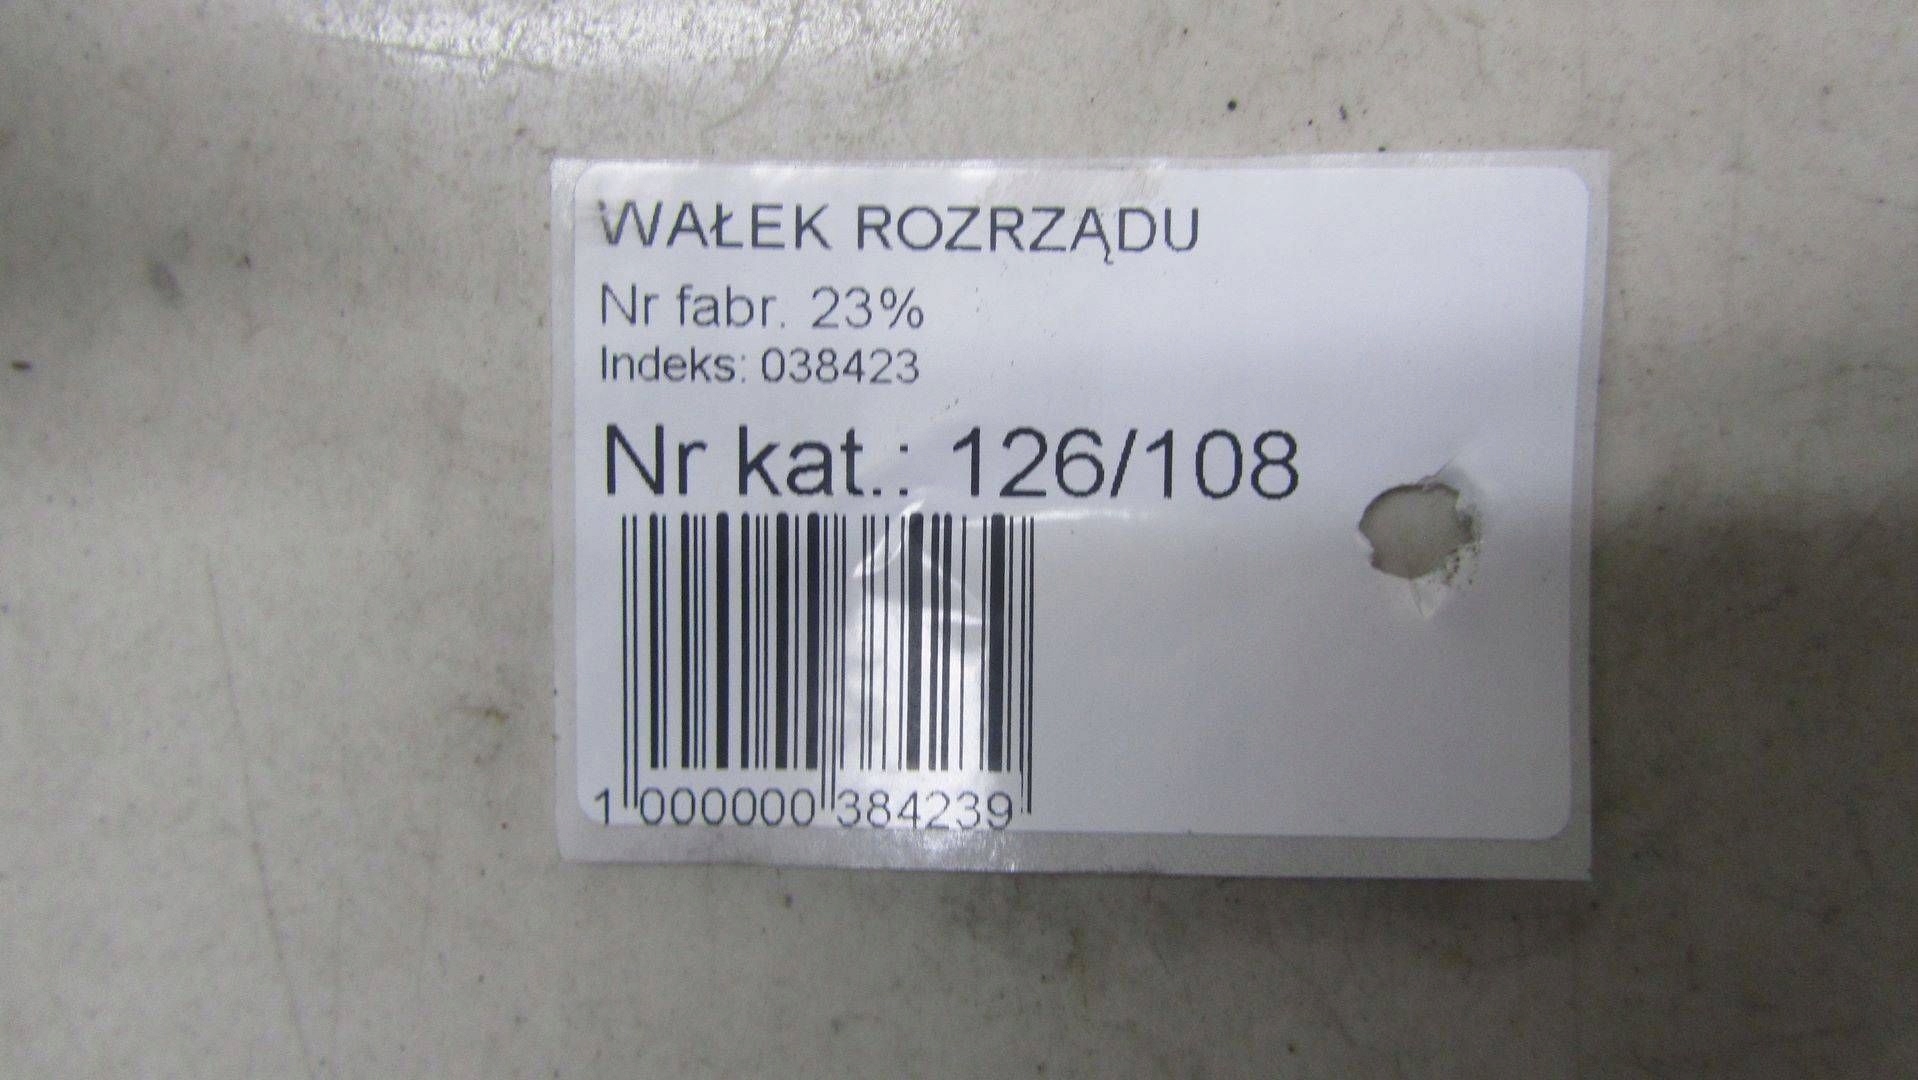 WAŁEK ROZRZĄDU
Nr fabr. 23%
Indeks: 038423
Nr kat.: 126/108
1 000000 384239